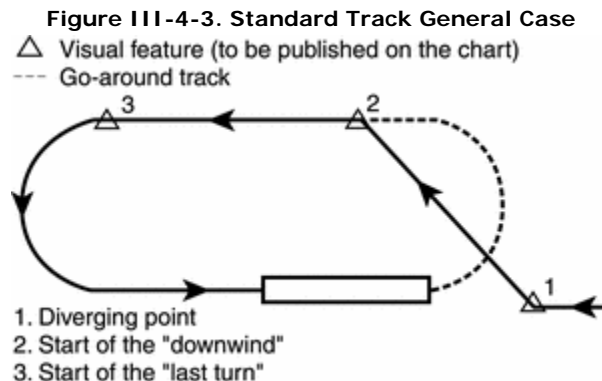 Figure III-4-3. Standard Track General Case
Visual feature (to be published on the chart)
Go-around track
3
2
1
1. Diverging point
2. Start of the "downwind"
3. Start of the "last turn"